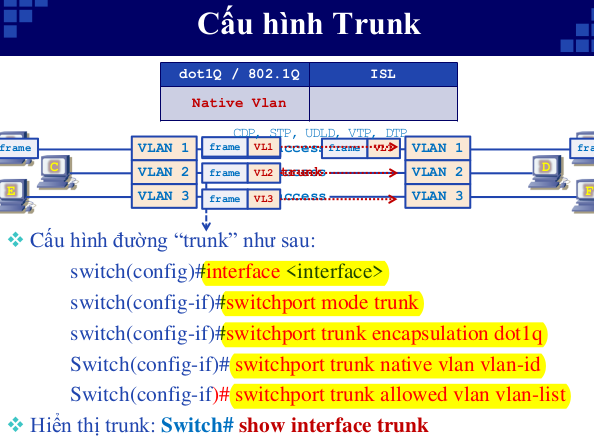 Cấu hình Trunk
dot1Q / 802.1Q ISL
Native Vlan
CDP, STP, UDLD, VTP, DTP
frame VLAN 1 frame VL1 access frame VL1 VLAN 1 fra
C VLAN 2 frame VL2 trunk VLAN 2 D
E VLAN 3 frame VL3 access VLAN 3 F
Cấu hình đường “trunk” như sau:
switch(config)#interface <interface>
switch(config-if)#switchport mode trunk
switch(config-if)#switchport trunk encapsulation dot1q
Switch(config-if)# switchport trunk native vlan vlan-id
Switch(config-if)# switchport trunk allowed vlan vlan-list
Hiển thị trunk: Switch# show interface trunk